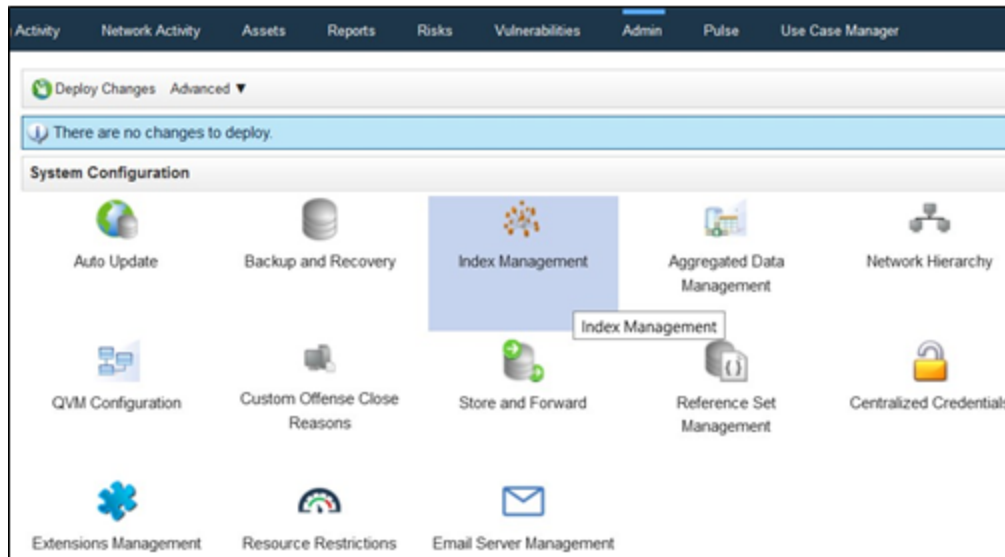 Activity Network Activity Assets Reports Risks Vulnerabilities Admin Pulse Use Case Manager
Deploy Changes Advanced ▼
There are no changes to deploy.
System Configuration
Auto Update Backup and Recovery Index Management Aggregated Data Management Network Hierarchy
Index Management
QVM Configuration Custom Offense Close Reasons Store and Forward Reference Set Management Centralized Credentials
Extensions Management Resource Restrictions Email Server Management